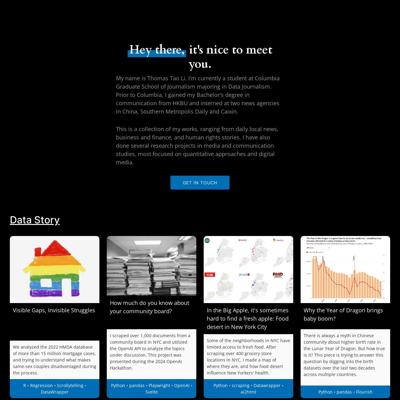 Hey there, it's nice to meet
you.
My name is Thomas Tao Li. I'm currently a student at Columbia
Graduate School of Journalism majoring in Data Journalism.
Prior to Columbia, I gained my Bachelor's degree in
communication from HKBU and interned at two news agencies
in China, Southern Metropolis Daily and Caixin.
This is a collection of my works, ranging from daily local news,
business and finance, and human rights stories. I have also
done several research projects in media and communication
studies, most focused on quantitative approaches and digital
media.
GET IN TOUCH
Data Story
Visible Gaps, Invisible Struggles
We analyzed the 2022 HMDA database
of more than 15 million mortgage cases,
and trying to understand what makes
same-sex couples disadvantaged during
the process.
R • Regression • Scrollytelling •
DataWrapper
How much do you know about
your community board?
I scraped over 1,000 documents from a
community board in NYC and utilized
the OpenAI API to analyze the topics
under discussion. This project was
presented during the 2024 OpenAI
Hackathon.
Python • pandas • Playwright • OpenAI •
Svelte
In the Big Apple, it's sometimes
hard to find a fresh apple: Food
desert in New York City
Some of the neighborhoods in NYC have
limited access to fresh food. After
scraping over 400 grocery store
locations in NYC, I made a map of
where they are, and how food desert
influence New Yorkers' health.
Python • scraping • Datawrapper •
ai2html
Why the Year of Dragon brings
baby boom?
There is always a myth in Chinese
community about higher birth rate
in the Lunar Year of Dragon. But how true
is it? This piece is trying to answer this
question by digging into the birth
datasets over the last two decades
across multiple countries.
Python • pandas • Flourish